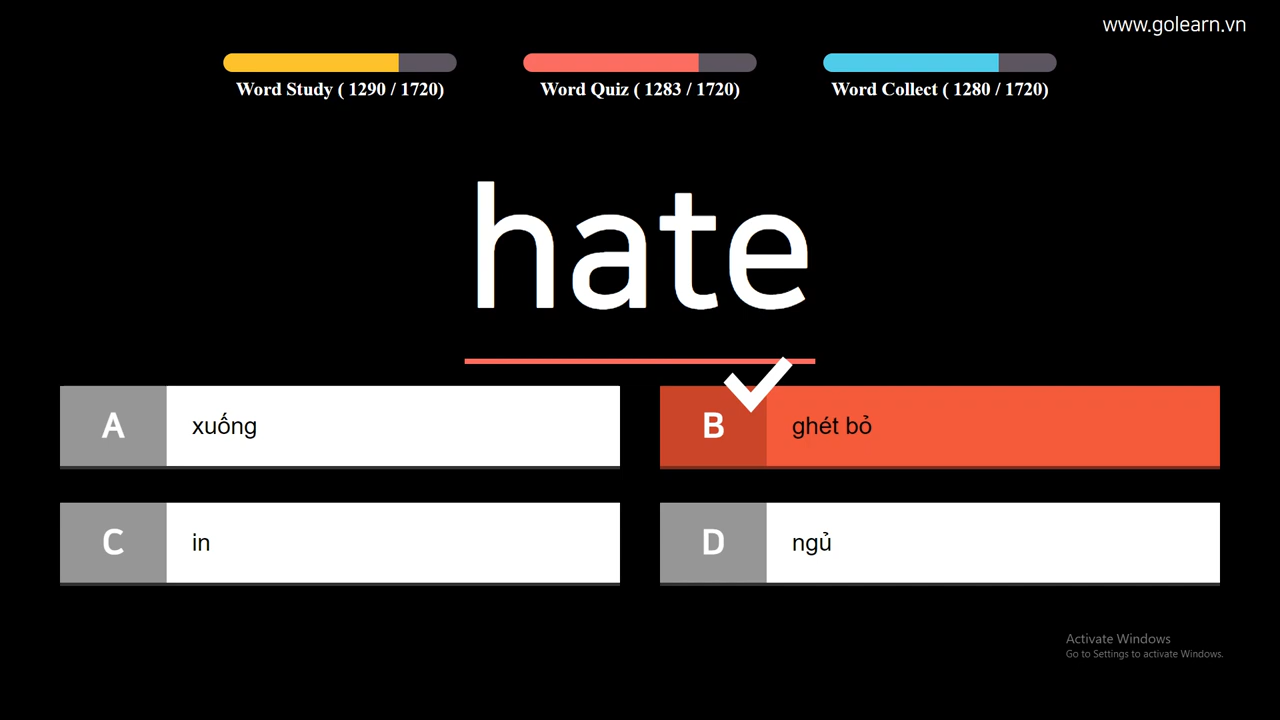 www.golearn.vn
Word Study ( 1290 / 1720)
Word Quiz ( 1283 / 1720)
Word Collect ( 1280 / 1720)
hate
A xuống
B ghét bỏ
C in
D ngủ
Activate Windows
Go to Settings to activate Windows.